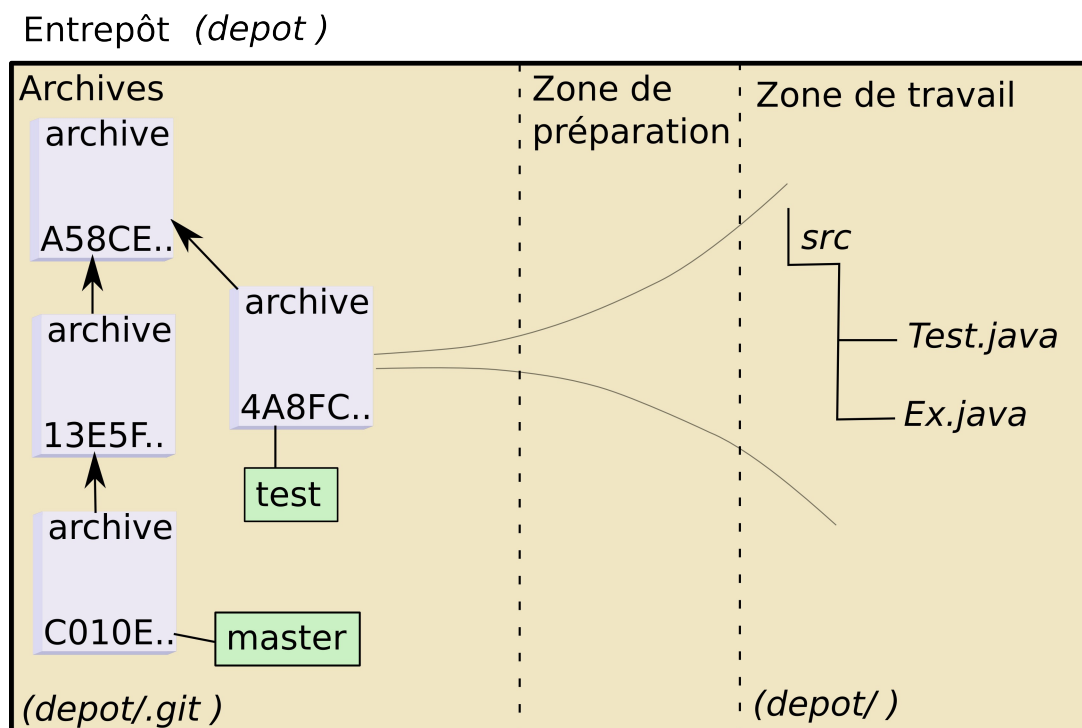 Entrepôt (depot )
Archives
Zone de
préparation
Zone de travail
archive
A58CE..
archive
13E5F..
archive
C010E..
archive
4A8FC..
test
master
src
Test.java
Ex.java
(depot/.git )
(depot/ )